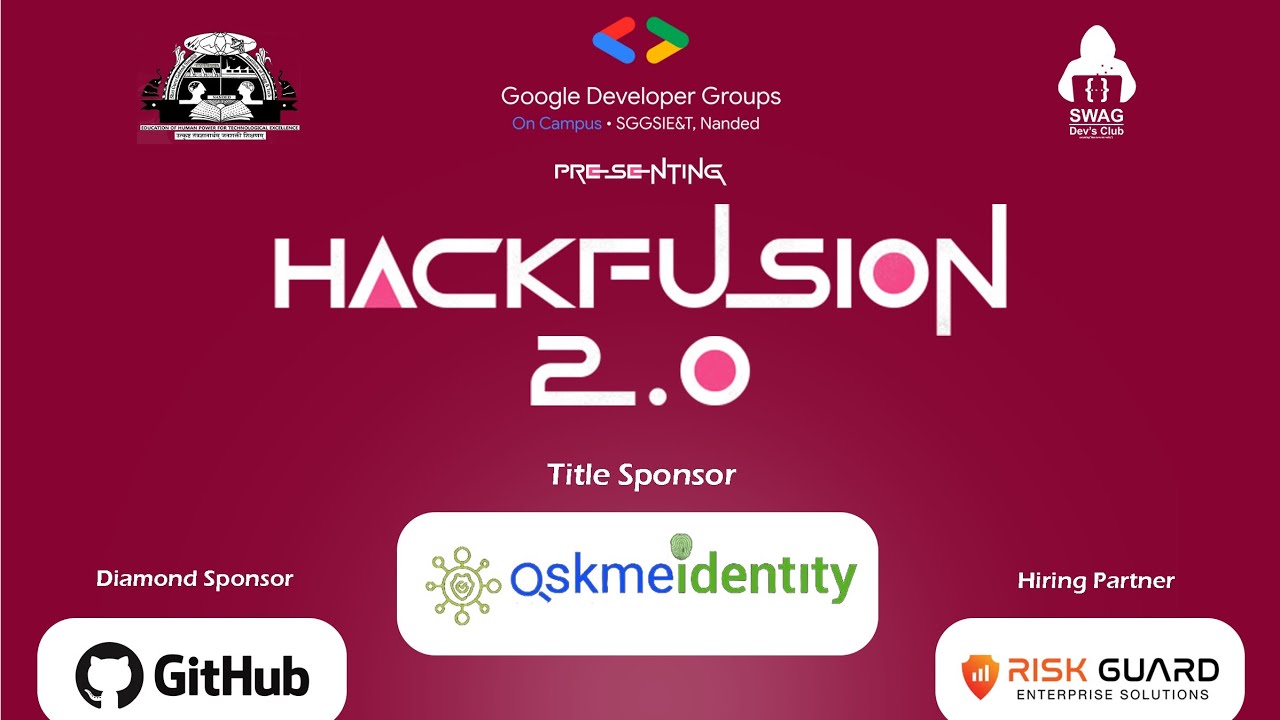 Google Developer Groups
On Campus • SGGSIE&T, Nanded
EDUCATION OF HUMAN POWER FOR TECHNOLOGICAL EXCELLENCE
SWAG
Dev's Club
PRESENTING
HACKFUSION
2.0
Title Sponsor
askmeidentity
Diamond Sponsor
GitHub
Hiring Partner
RISK GUARD
ENTERPRISE SOLUTIONS